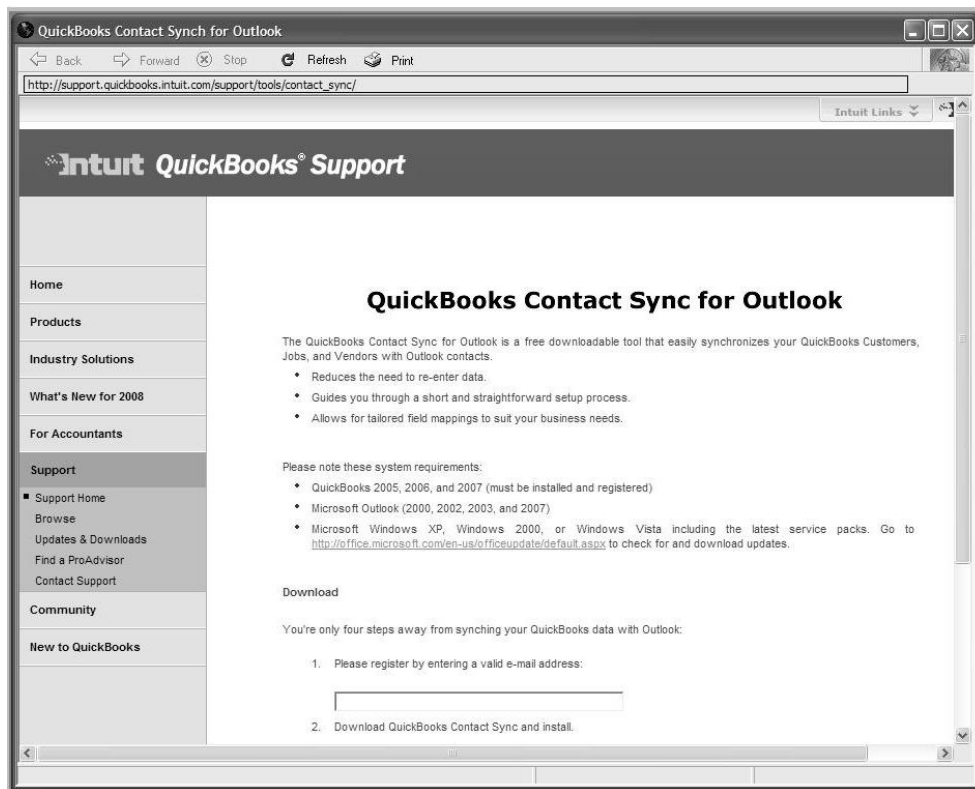 QuickBooks Contact Synch for Outlook
Back Forward Stop Refresh Print
http://support.quickbooks.intuit.com/support/tools/contact_sync/
Intuit Links
Intuit QuickBooks® Support
Home
Products
Industry Solutions
What's New for 2008
For Accountants
Support
Support Home
Browse
Updates & Downloads
Find a ProAdvisor
Contact Support
Community
New to QuickBooks
QuickBooks Contact Sync for Outlook
The QuickBooks Contact Sync for Outlook is a free downloadable tool that easily synchronizes your QuickBooks Customers,
Jobs, and Vendors with Outlook contacts.
• Reduces the need to re-enter data.
• Guides you through a short and straightforward setup process.
• Allows for tailored field mappings to suit your business needs.
Please note these system requirements:
• QuickBooks 2005, 2006, and 2007 (must be installed and registered)
• Microsoft Outlook (2000, 2002, 2003, and 2007)
• Microsoft Windows XP, Windows 2000, or Windows Vista including the latest service packs. Go to
http://office.microsoft.com/en-us/officeupdate/default.aspx to check for and download updates.
Download
You're only four steps away from synching your QuickBooks data with Outlook:
1. Please register by entering a valid e-mail address:
2. Download QuickBooks Contact Sync and install.